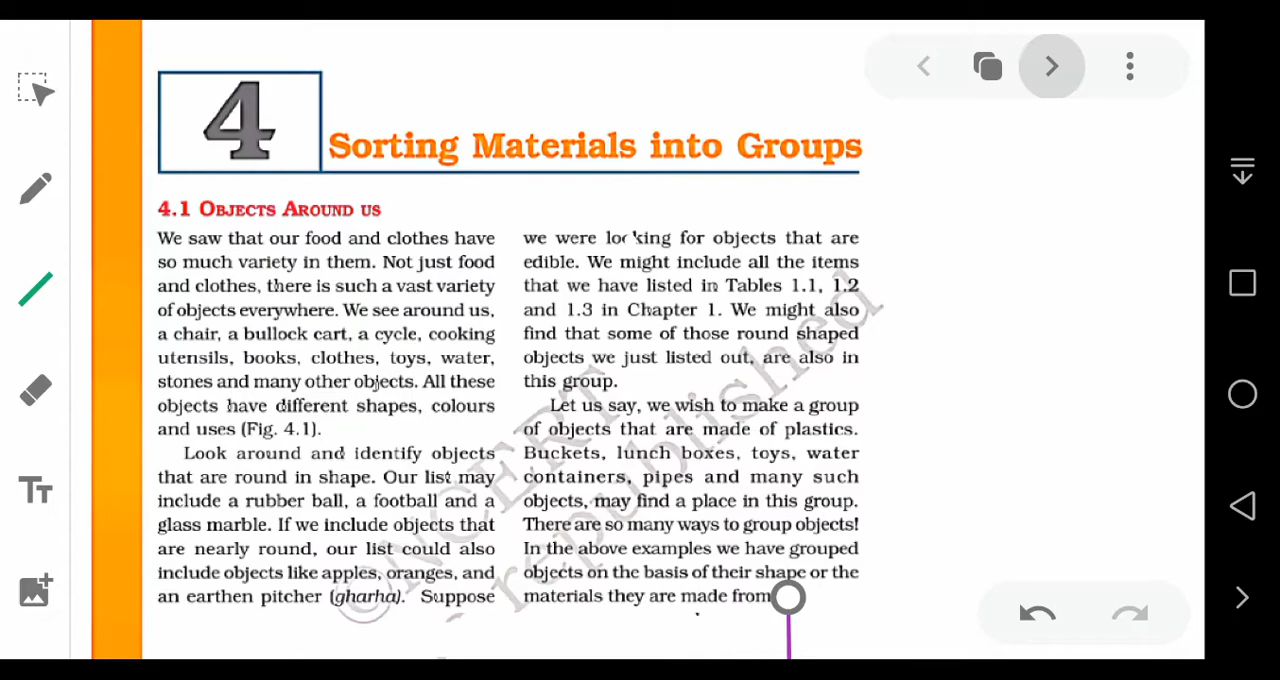 4
Sorting Materials into Groups
4.1 OBJECTS AROUND US
We saw that our food and clothes have
so much variety in them. Not just food
and clothes, there is such a vast variety
of objects everywhere. We see around us,
a chair, a bullock cart, a cycle, cooking
utensils, books, clothes, toys, water,
stones and many other objects. All these
objects have different shapes, colours
and uses (Fig. 4.1).
Look around and identify objects
that are round in shape. Our list may
include a rubber ball, a football and a
glass marble. If we include objects that
are nearly round, our list could also
include objects like apples, oranges, and
an earthen pitcher (gharha). Suppose
we were looking for objects that are
edible. We might include all the items
that we have listed in Tables 1.1, 1.2
and 1.3 in Chapter 1. We might also
find that some of those round shaped
objects we just listed out, are also in
this group.
Let us say, we wish to make a group
of objects that are made of plastics.
Buckets, lunch boxes, toys, water
containers, pipes and many such
objects, may find a place in this group.
There are so many ways to group objects!
In the above examples we have grouped
objects on the basis of their shape or the
materials they are made from
©NCERT
republished
TT